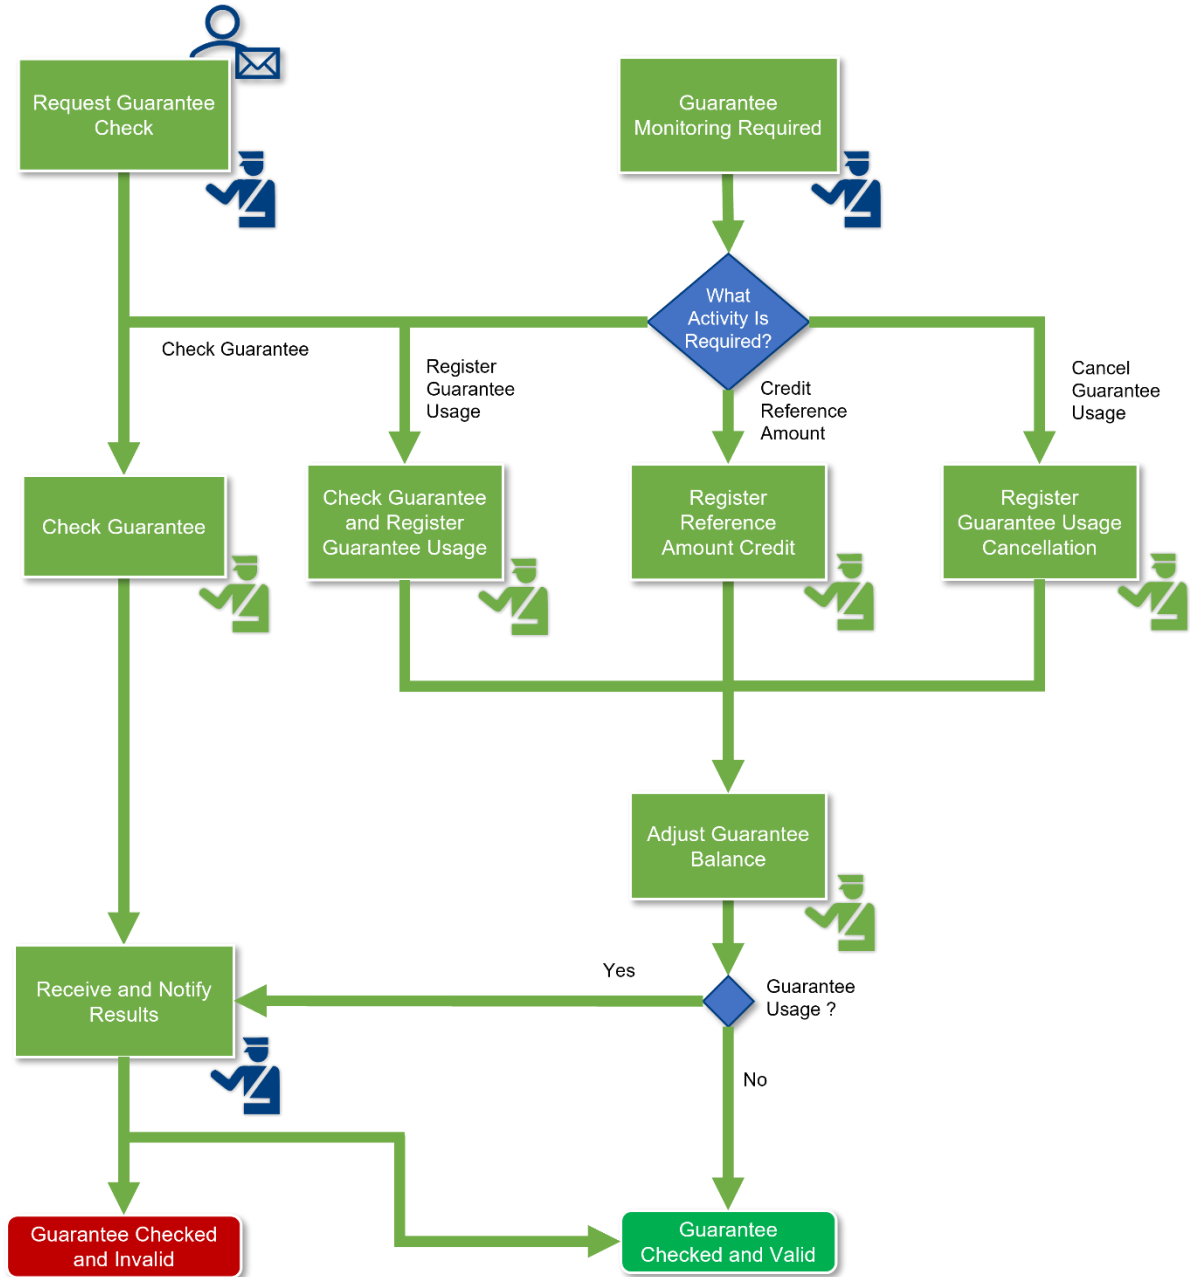 Request Guarantee
Check
Guarantee
Monitoring Required
What
Activity Is
Required?
Check Guarantee
Register
Guarantee
Usage
Credit
Reference
Amount
Cancel
Guarantee
Usage
Check Guarantee
Check Guarantee
and Register
Guarantee Usage
Register
Reference
Amount Credit
Register
Guarantee Usage
Cancellation
Adjust Guarantee
Balance
Receive and Notify
Results
Yes
Guarantee
Usage ?
No
Guarantee Checked
and Invalid
Guarantee
Checked and Valid